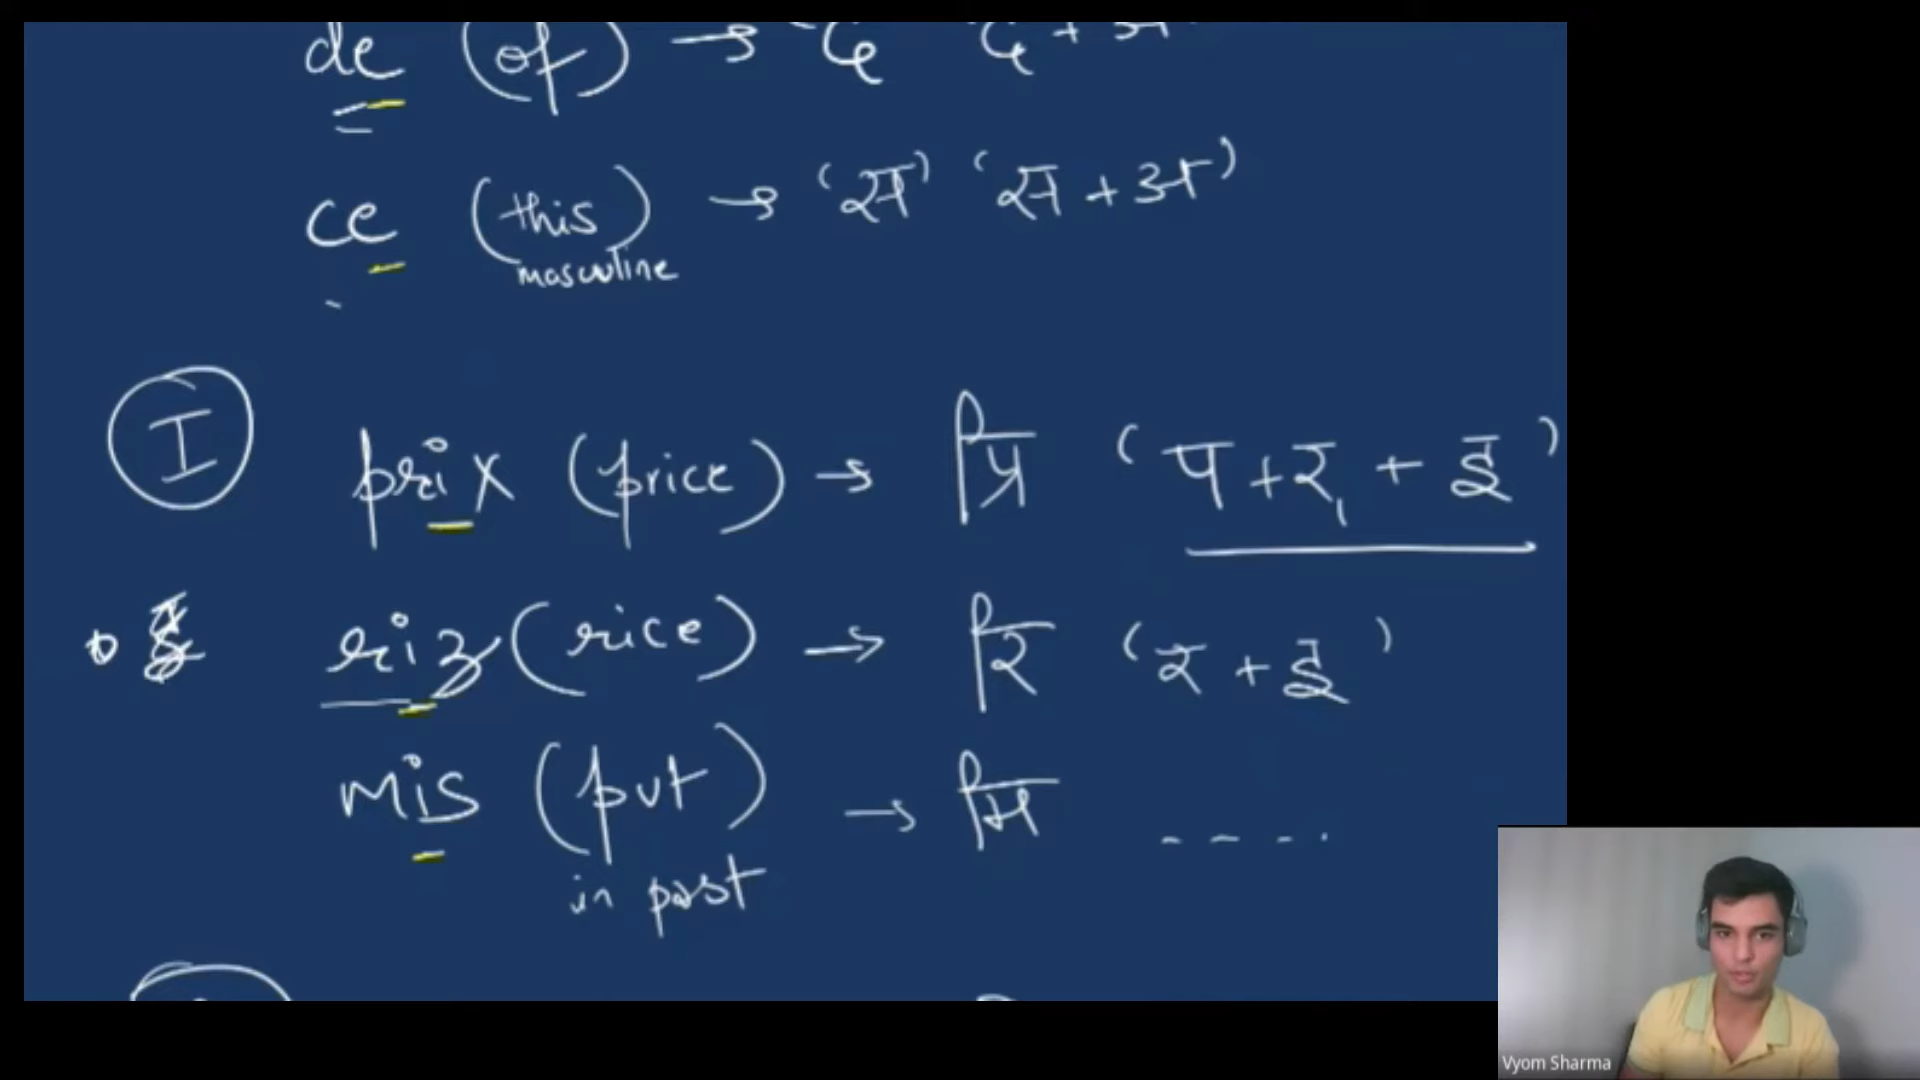 de (of) → 'द' 'द + अ
ce (this) → 'स' 'स + अ'
masculine
I prix (price) → प्रि (प + र् + इ)
riz (rice) → रि (र + इ)
mis (put) → मि ----
in past
Vyom Sharma